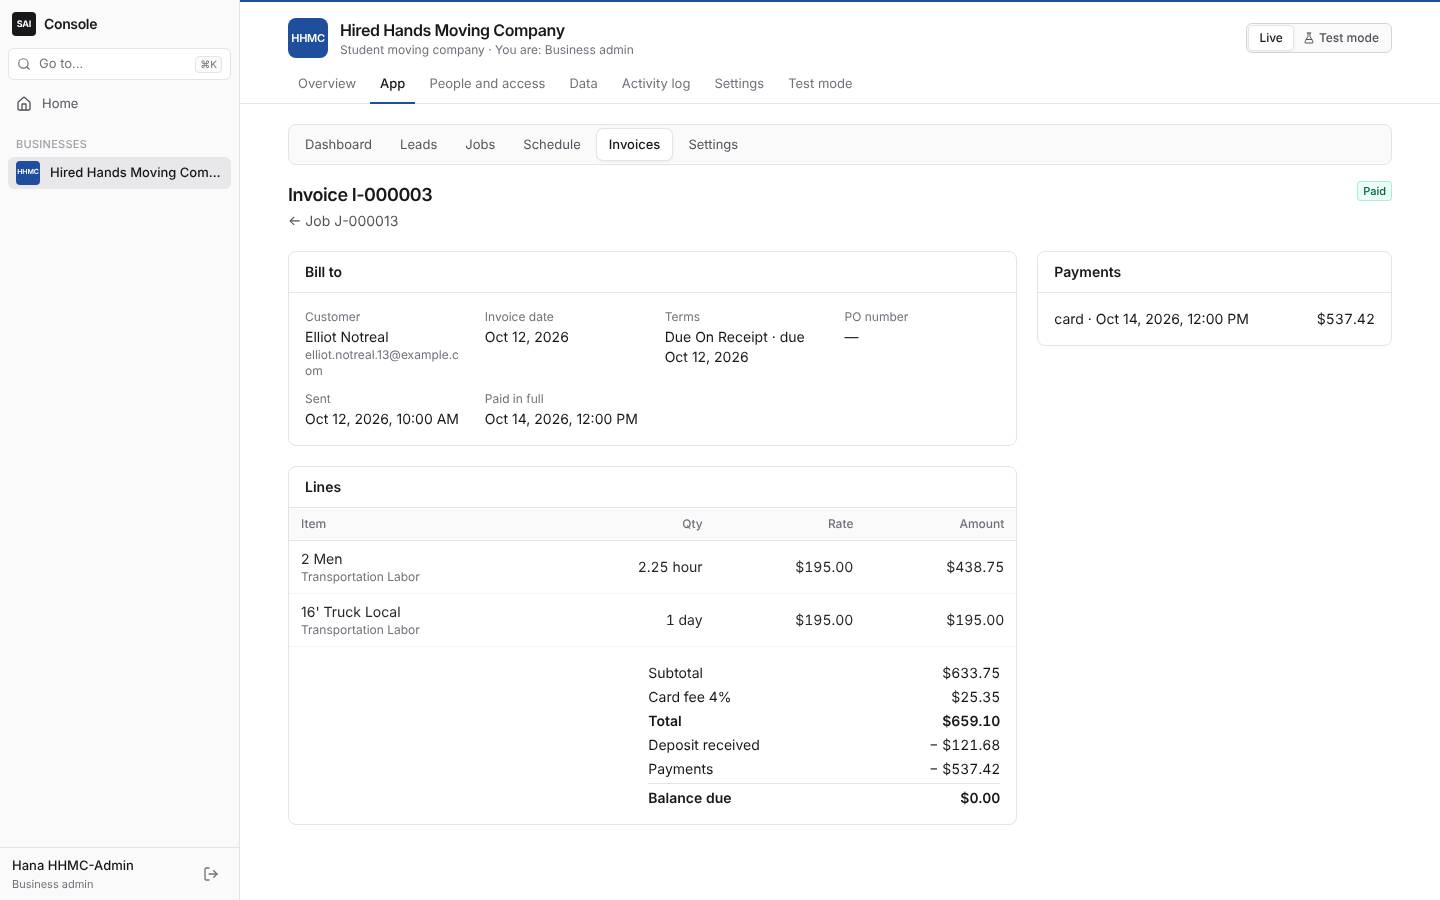 SAI Console
Go to... ⌘K
Home
BUSINESSES
HHMC Hired Hands Moving Com...
HHMC
Hired Hands Moving Company
Student moving company · You are: Business admin
Live Test mode
Overview App People and access Data Activity log Settings Test mode
Dashboard Leads Jobs Schedule Invoices Settings
Invoice I-000003
Paid
← Job J-000013
Bill to
Customer
Elliot Notreal
elliot.notreal.13@example.c
om
Invoice date
Oct 12, 2026
Terms
Due On Receipt · due
Oct 12, 2026
PO number
—
Sent
Oct 12, 2026, 10:00 AM
Paid in full
Oct 14, 2026, 12:00 PM
Payments
card · Oct 14, 2026, 12:00 PM $537.42
Lines
Item Qty Rate Amount
2 Men
Transportation Labor
2.25 hour $195.00 $438.75
16' Truck Local
Transportation Labor
1 day $195.00 $195.00
Subtotal $633.75
Card fee 4% $25.35
Total $659.10
Deposit received − $121.68
Payments − $537.42
Balance due $0.00
Hana HHMC-Admin
Business admin